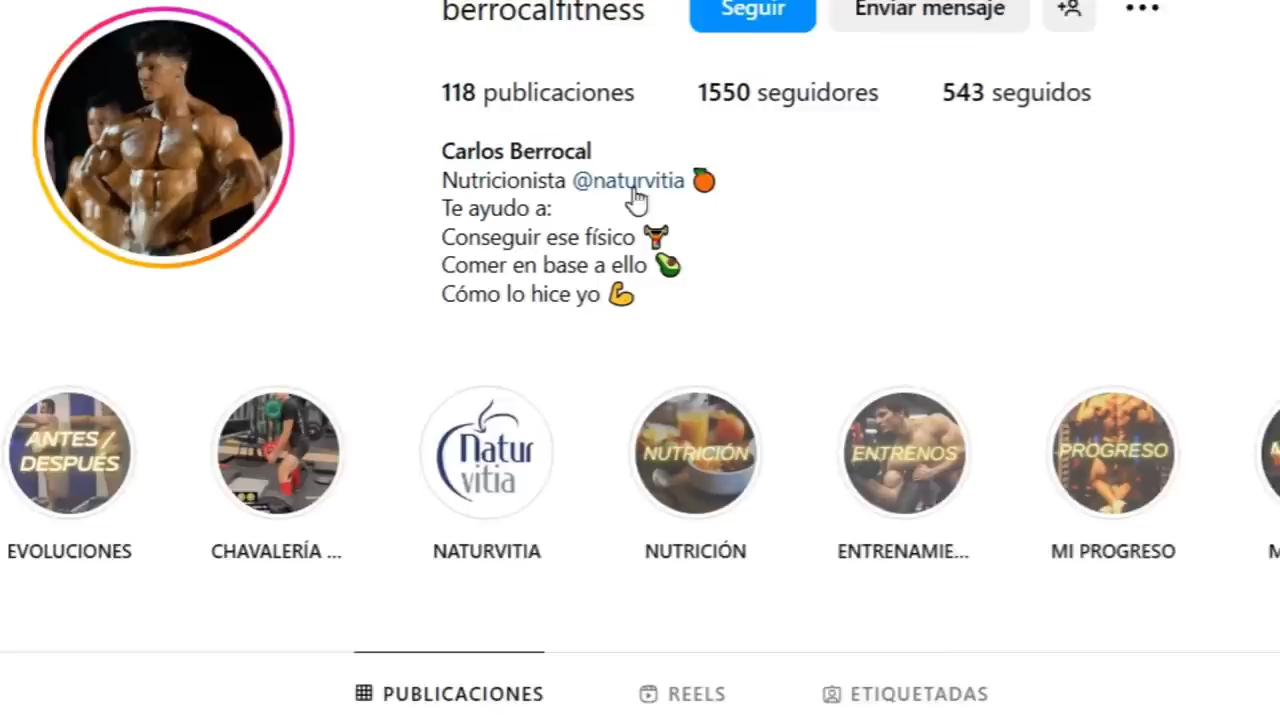 berrocalfitness Seguir Enviar mensaje
118 publicaciones 1550 seguidores 543 seguidos
Carlos Berrocal
Nutricionista @naturvitia 🍊
Te ayudo a:
Conseguir ese físico 🏋️
Comer en base a ello 🥑
Cómo lo hice yo 💪
ANTES /
DESPUÉS
Natur
vitia
NUTRICIÓN
ENTRENOS
PROGRESO
EVOLUCIONES CHAVALERÍA ... NATURVITIA NUTRICIÓN ENTRENAMIE... MI PROGRESO M
PUBLICACIONES REELS ETIQUETADAS